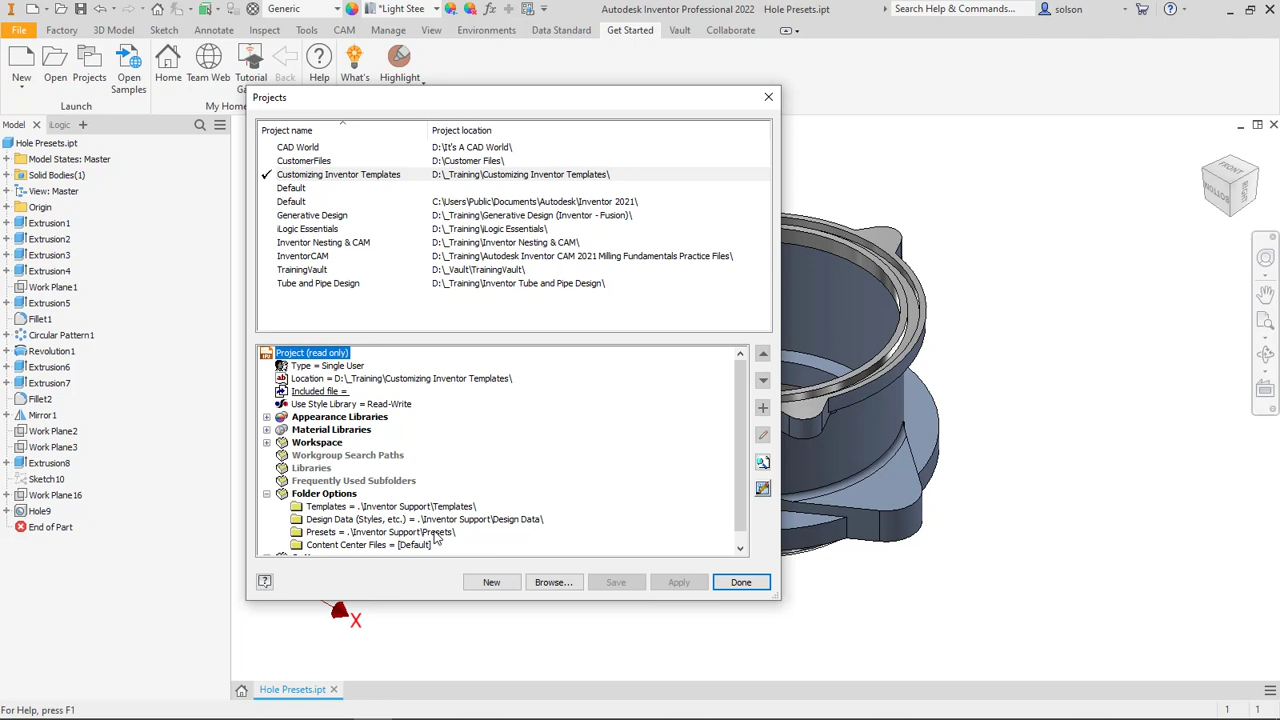 Generic
*Light Stee
fx
Autodesk Inventor Professional 2022
Hole Presets.ipt
Search Help & Commands...
solson
File
Factory
3D Model
Sketch
Annotate
Inspect
Tools
CAM
Manage
View
Environments
Data Standard
Get Started
Vault
Collaborate
New
Open
Projects
Open
Samples
Home
Team Web
Tutorial
Ga
Back
Help
What's
Highlight
Launch
My Home
Model
iLogic
Hole Presets.ipt
Model States: Master
Solid Bodies(1)
View: Master
Origin
Extrusion1
Extrusion2
Extrusion3
Extrusion4
Work Plane1
Extrusion5
Fillet1
Circular Pattern1
Revolution1
Extrusion6
Extrusion7
Fillet2
Mirror1
Work Plane2
Work Plane3
Extrusion8
Sketch10
Work Plane16
Hole9
End of Part
Projects
Project name Project location
CAD World D:\It's A CAD World\
CustomerFiles D:\Customer Files\
Customizing Inventor Templates D:\_Training\Customizing Inventor Templates\
Default
Default C:\Users\Public\Documents\Autodesk\Inventor 2021\
Generative Design D:\_Training\Generative Design (Inventor - Fusion)\
iLogic Essentials D:\_Training\iLogic Essentials\
Inventor Nesting & CAM D:\_Training\Inventor Nesting & CAM\
InventorCAM D:\_Training\Autodesk Inventor CAM 2021 Milling Fundamentals Practice Files\
TrainingVault D:\_Vault\TrainingVault\
Tube and Pipe Design D:\_Training\Inventor Tube and Pipe Design\
Project (read only)
Type = Single User
Location = D:\_Training\Customizing Inventor Templates\
Included file =
Use Style Library = Read-Write
Appearance Libraries
Material Libraries
Workspace
Workgroup Search Paths
Libraries
Frequently Used Subfolders
Folder Options
Templates = .\Inventor Support\Templates\
Design Data (Styles, etc.) = .\Inventor Support\Design Data\
Presets = .\Inventor Support\Presets\
Content Center Files = [Default]
New
Browse...
Save
Apply
Done
FRONT
BOTTOM
X
Hole Presets.ipt
For Help, press F1
1
1